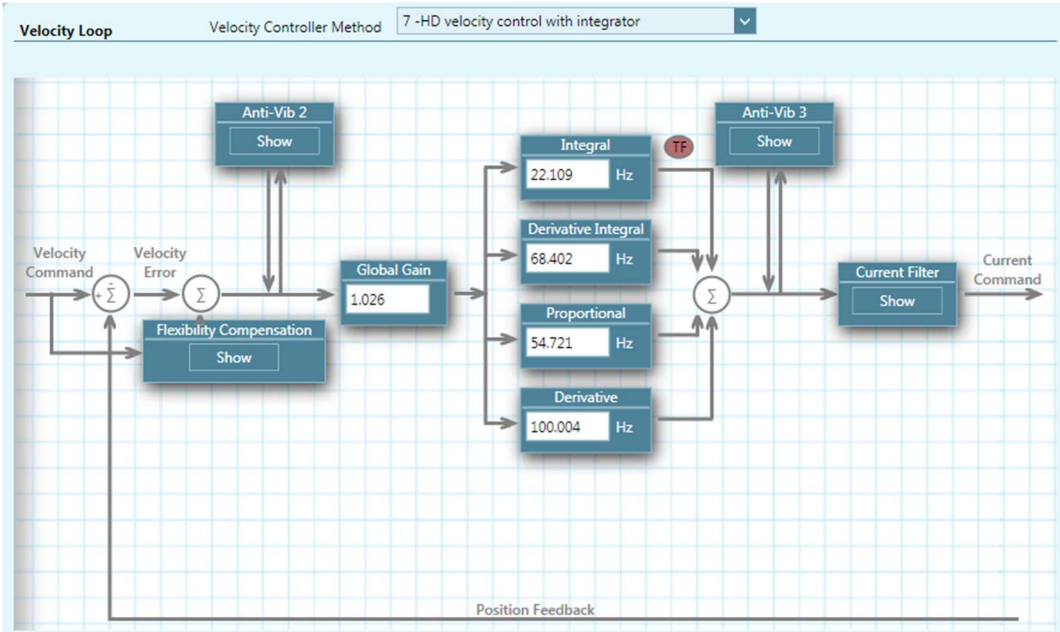 Velocity Loop
Velocity Controller Method
7 -HD velocity control with integrator
Anti-Vib 2
Show
Anti-Vib 3
Show
Integral
22.109 Hz
TF
Derivative Integral
68.402 Hz
Velocity
Command
Velocity
Error
+ -
Σ
Σ
Global Gain
1.026
Σ
Current Filter
Show
Current
Command
Flexibility Compensation
Show
Proportional
54.721 Hz
Derivative
100.004 Hz
Position Feedback